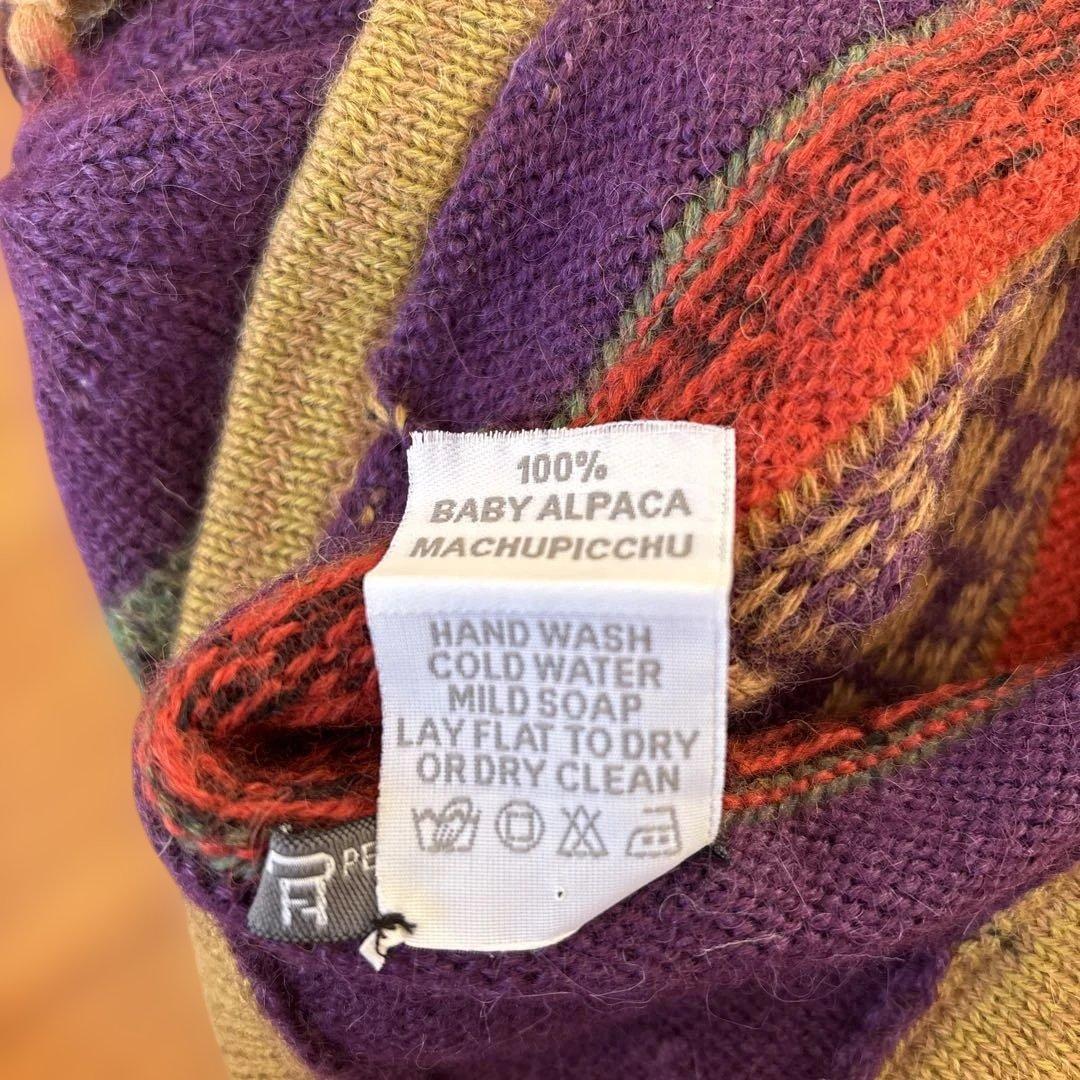 100%
BABY ALPACA
MACHUPICCHU
HAND WASH
COLD WATER
MILD SOAP
LAY FLAT TO DRY
OR DRY CLEAN